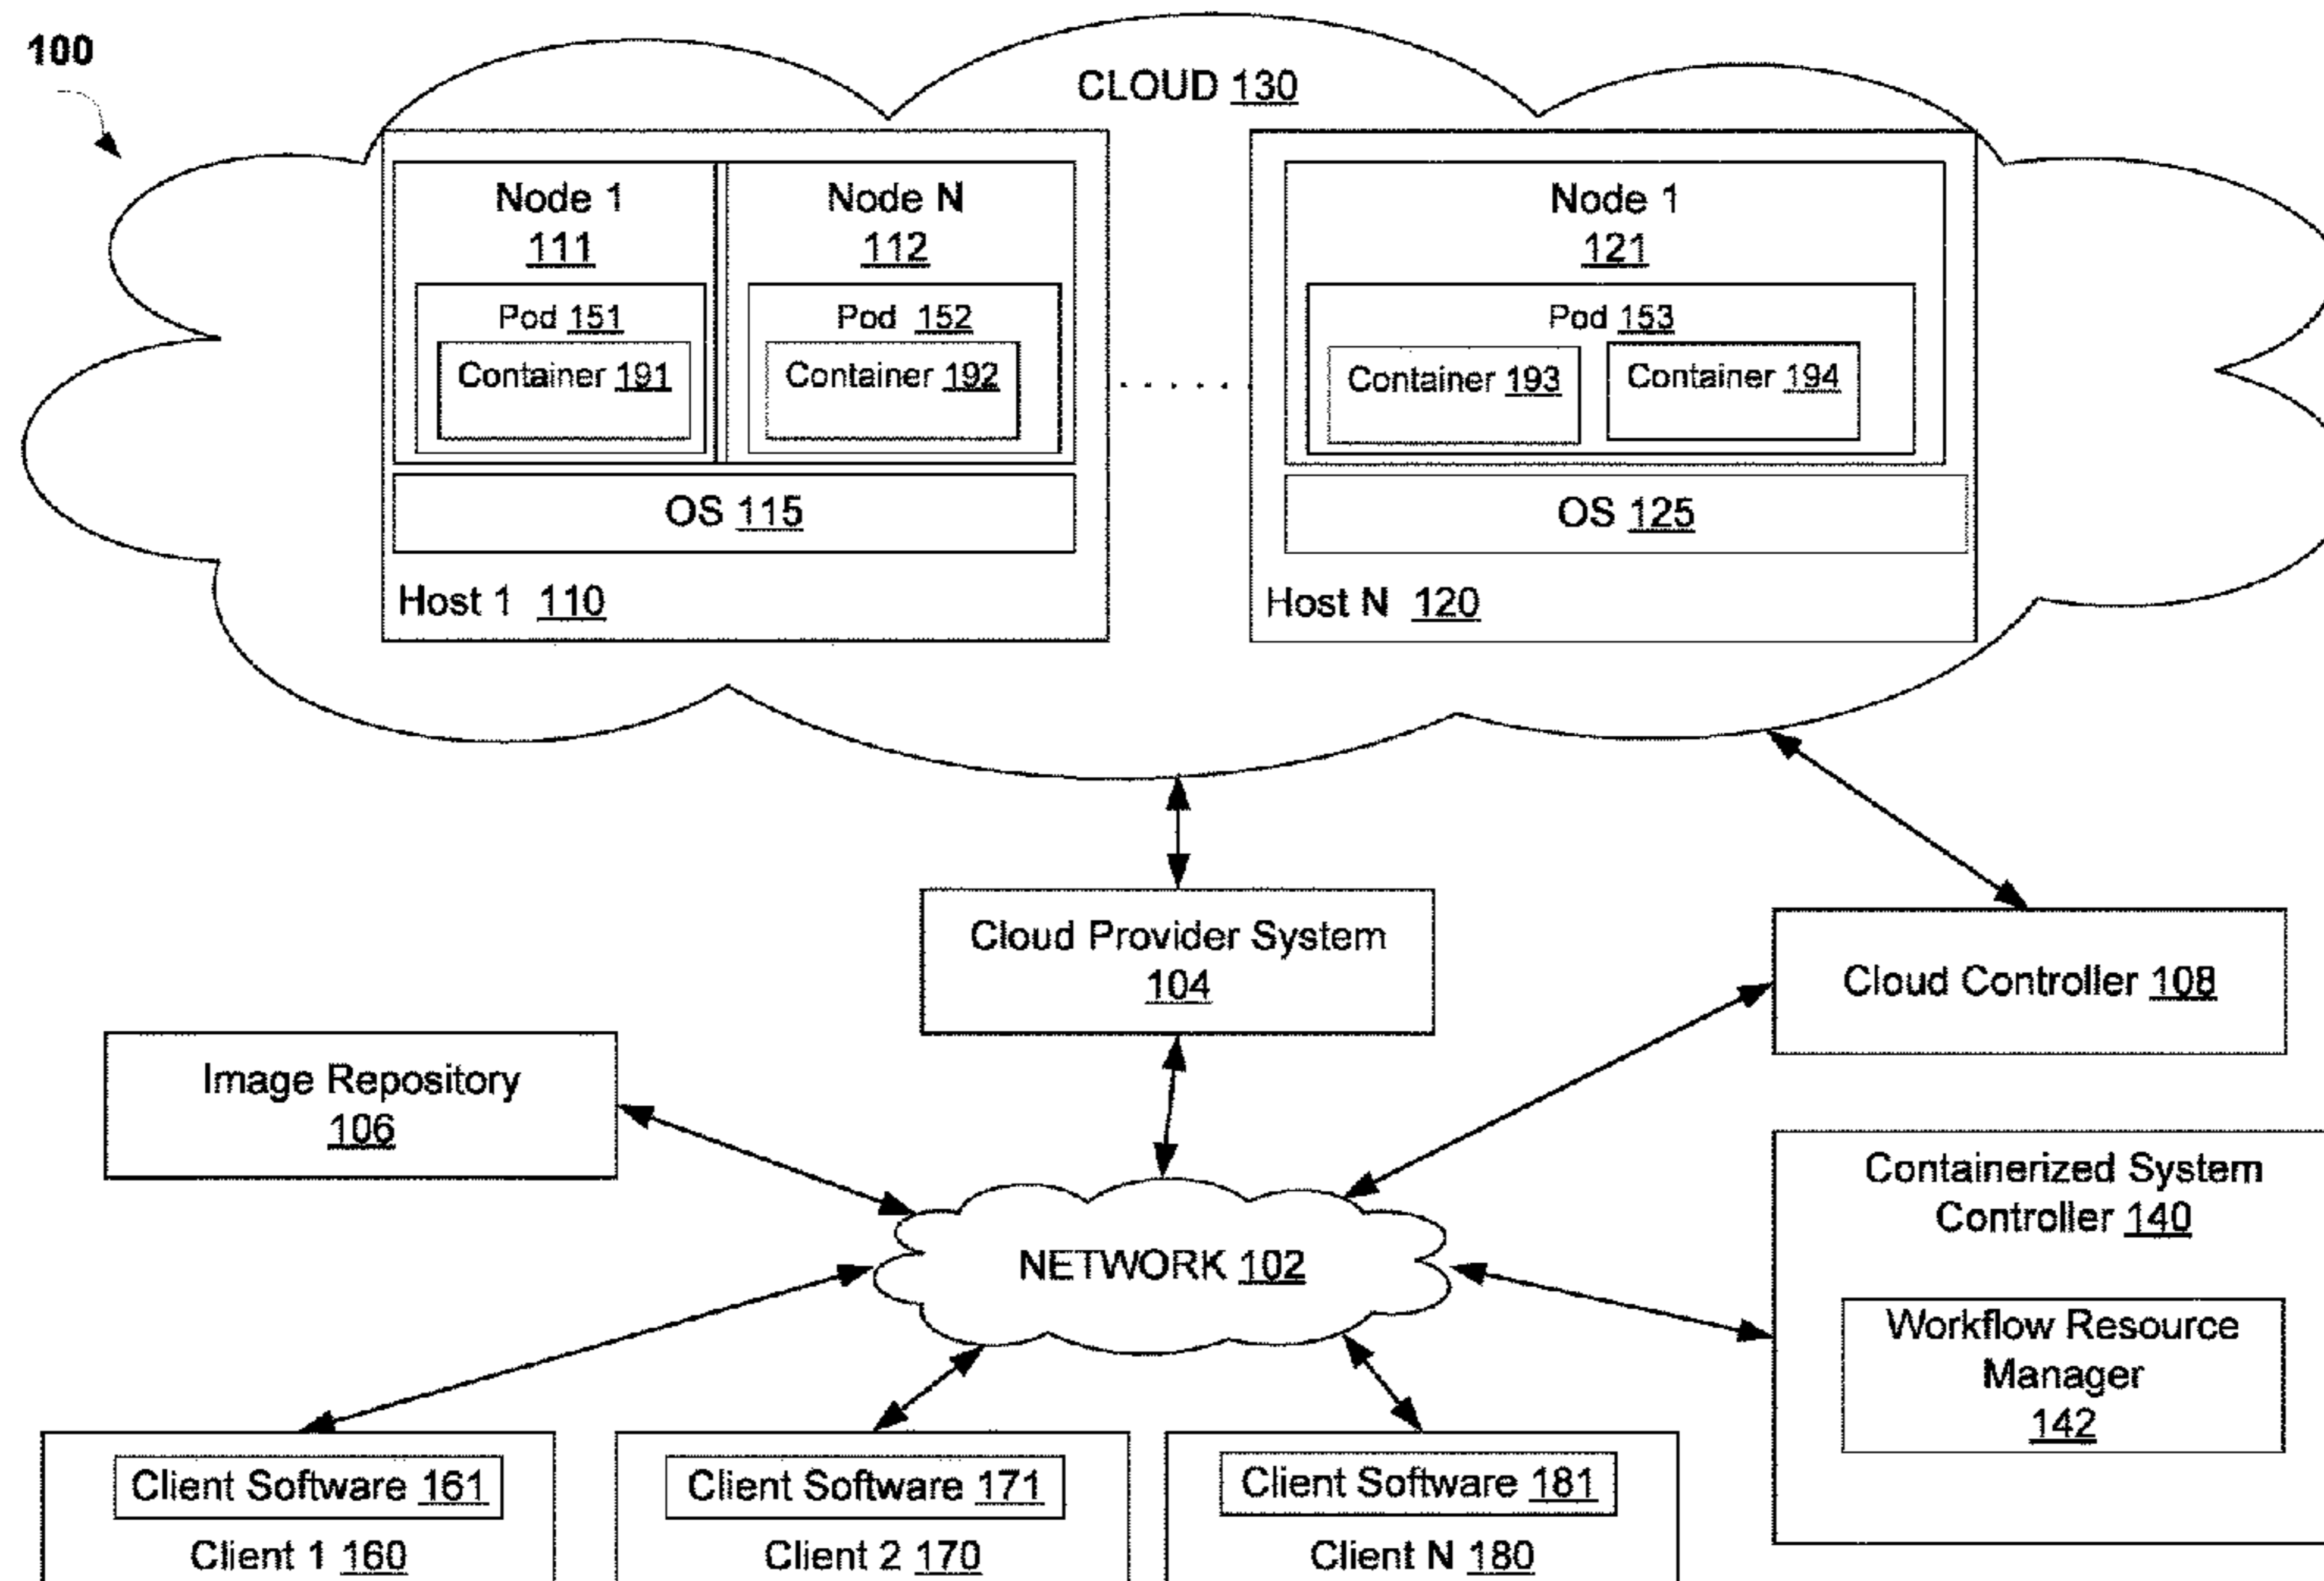 100
CLOUD 130
Node 1
111
Pod 151
Container 191
Node N
112
Pod 152
Container 192
OS 115
Host 1 110
. . . . . .
Node 1
121
Pod 153
Container 193
Container 194
OS 125
Host N 120
Cloud Provider System
104
Cloud Controller 108
Image Repository
106
NETWORK 102
Containerized System
Controller 140
Workflow Resource
Manager
142
Client Software 161
Client 1 160
Client Software 171
Client 2 170
Client Software 181
Client N 180